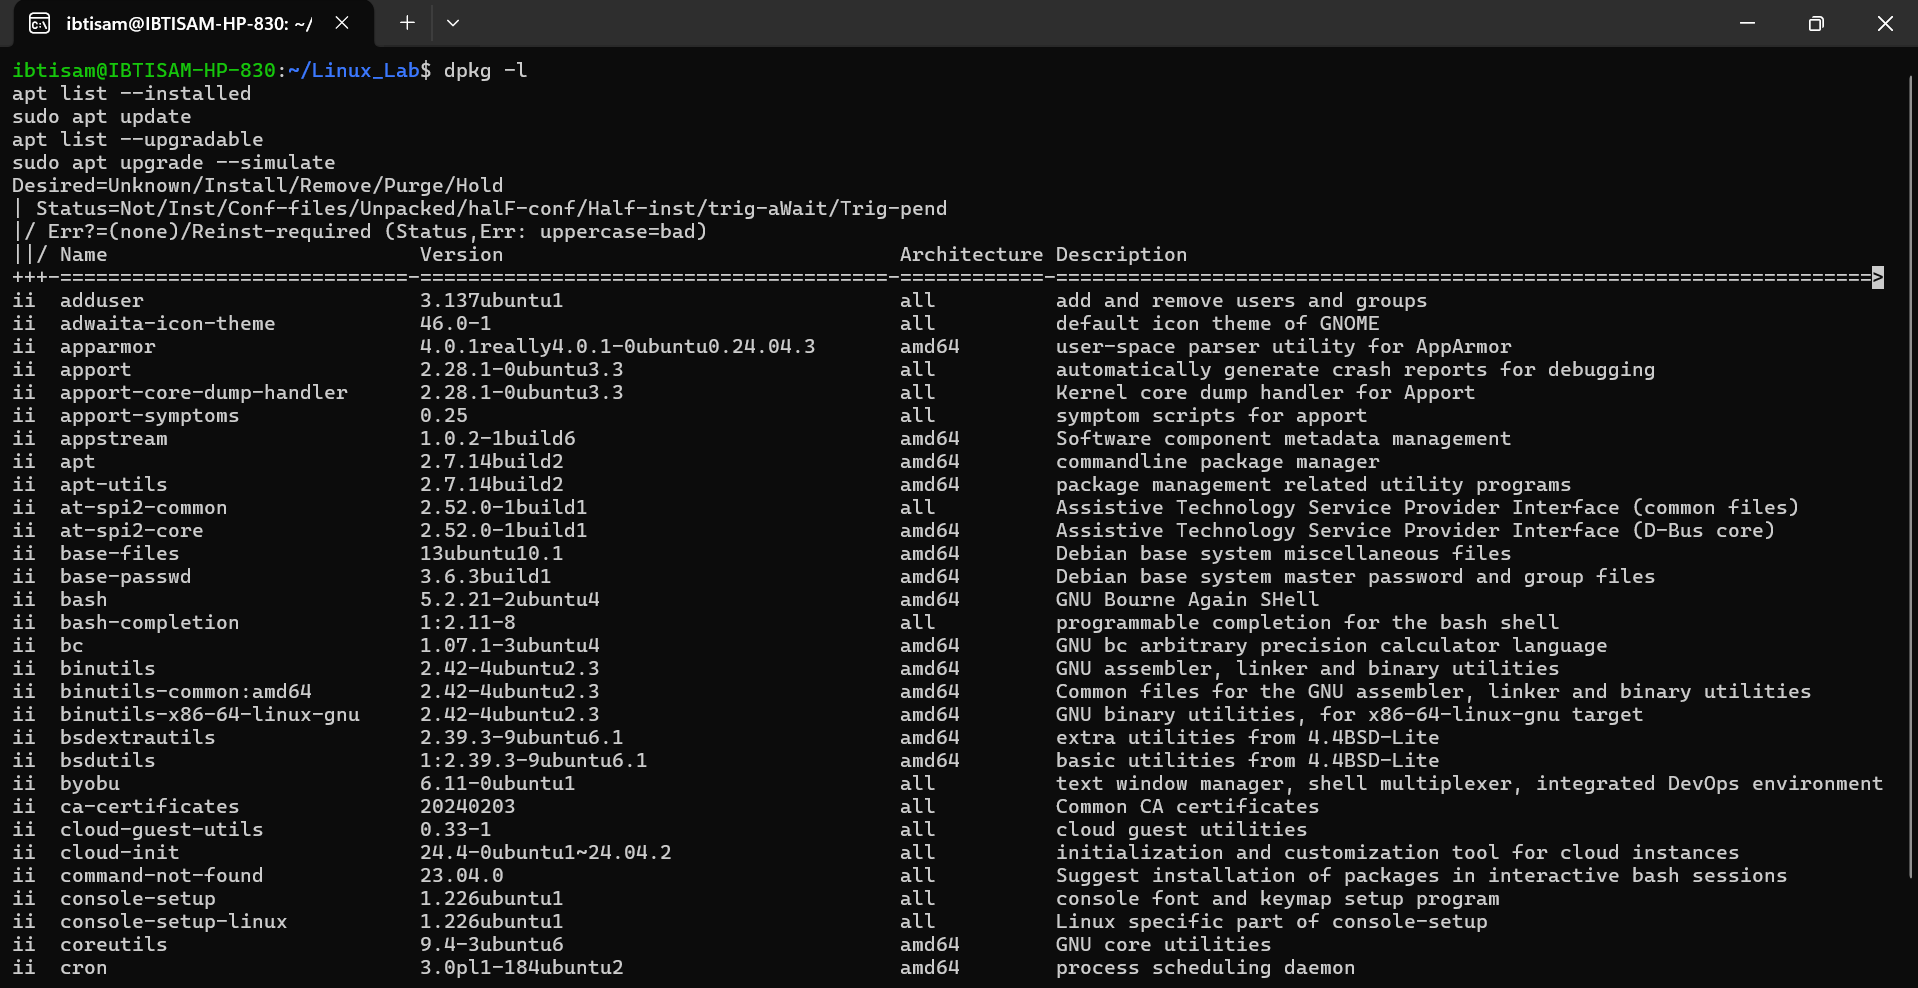 ibtisam@IBTISAM-HP-830: ~/
ibtisam@IBTISAM-HP-830:~/Linux_Lab$ dpkg -l
apt list --installed
sudo apt update
apt list --upgradable
sudo apt upgrade --simulate
Desired=Unknown/Install/Remove/Purge/Hold
| Status=Not/Inst/Conf-files/Unpacked/halF-conf/Half-inst/trig-aWait/Trig-pend
|/ Err?=(none)/Reinst-required (Status,Err: uppercase=bad)
||/ Name                          Version                                 Architecture Description
+++-=============================-=======================================-============-====================================================================>
ii  adduser                       3.137ubuntu1                            all          add and remove users and groups
ii  adwaita-icon-theme            46.0-1                                  all          default icon theme of GNOME
ii  apparmor                      4.0.1really4.0.1-0ubuntu0.24.04.3       amd64        user-space parser utility for AppArmor
ii  apport                        2.28.1-0ubuntu3.3                       all          automatically generate crash reports for debugging
ii  apport-core-dump-handler      2.28.1-0ubuntu3.3                       all          Kernel core dump handler for Apport
ii  apport-symptoms               0.25                                    all          symptom scripts for apport
ii  appstream                     1.0.2-1build6                           amd64        Software component metadata management
ii  apt                           2.7.14build2                            amd64        commandline package manager
ii  apt-utils                     2.7.14build2                            amd64        package management related utility programs
ii  at-spi2-common                2.52.0-1build1                          all          Assistive Technology Service Provider Interface (common files)
ii  at-spi2-core                  2.52.0-1build1                          amd64        Assistive Technology Service Provider Interface (D-Bus core)
ii  base-files                    13ubuntu10.1                            amd64        Debian base system miscellaneous files
ii  base-passwd                   3.6.3build1                             amd64        Debian base system master password and group files
ii  bash                          5.2.21-2ubuntu4                         amd64        GNU Bourne Again SHell
ii  bash-completion               1:2.11-8                                all          programmable completion for the bash shell
ii  bc                            1.07.1-3ubuntu4                         amd64        GNU bc arbitrary precision calculator language
ii  binutils                      2.42-4ubuntu2.3                         amd64        GNU assembler, linker and binary utilities
ii  binutils-common:amd64         2.42-4ubuntu2.3                         amd64        Common files for the GNU assembler, linker and binary utilities
ii  binutils-x86-64-linux-gnu     2.42-4ubuntu2.3                         amd64        GNU binary utilities, for x86-64-linux-gnu target
ii  bsdextrautils                 2.39.3-9ubuntu6.1                       amd64        extra utilities from 4.4BSD-Lite
ii  bsdutils                      1:2.39.3-9ubuntu6.1                     amd64        basic utilities from 4.4BSD-Lite
ii  byobu                         6.11-0ubuntu1                           all          text window manager, shell multiplexer, integrated DevOps environment
ii  ca-certificates               20240203                                all          Common CA certificates
ii  cloud-guest-utils             0.33-1                                  all          cloud guest utilities
ii  cloud-init                    24.4-0ubuntu1~24.04.2                   all          initialization and customization tool for cloud instances
ii  command-not-found             23.04.0                                 all          Suggest installation of packages in interactive bash sessions
ii  console-setup                 1.226ubuntu1                            all          console font and keymap setup program
ii  console-setup-linux           1.226ubuntu1                            all          Linux specific part of console-setup
ii  coreutils                     9.4-3ubuntu6                            amd64        GNU core utilities
ii  cron                          3.0pl1-184ubuntu2                       amd64        process scheduling daemon